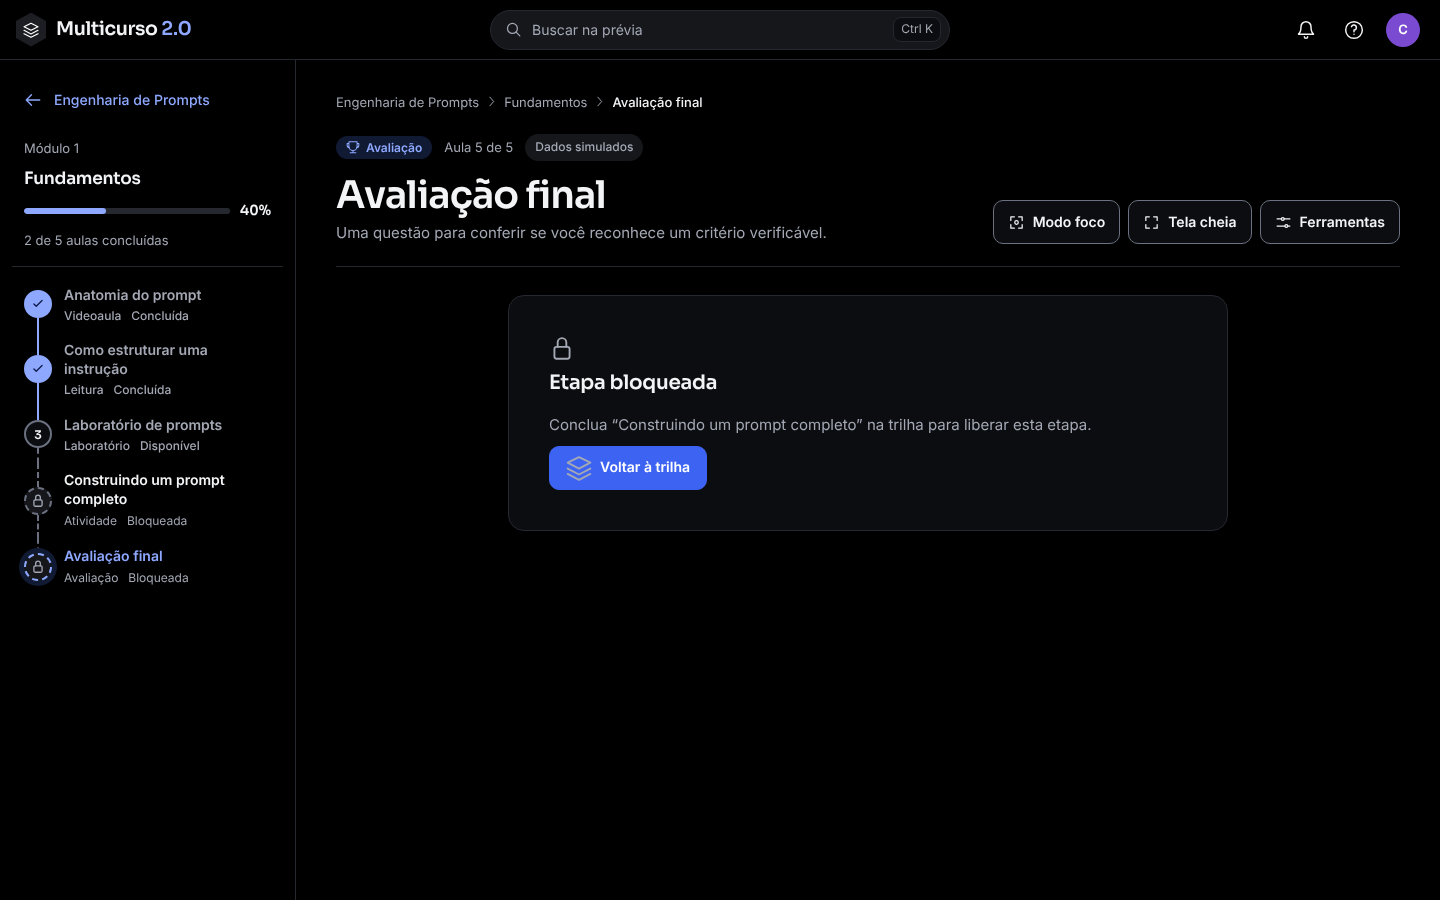 Multicurso 2.0
Buscar na prévia
Ctrl K
C
Engenharia de Prompts
Módulo 1
Fundamentos
40%
2 de 5 aulas concluídas
Anatomia do prompt
Videoaula Concluída
Como estruturar uma
instrução
Leitura Concluída
3
Laboratório de prompts
Laboratório Disponível
Construindo um prompt
completo
Atividade Bloqueada
Avaliação final
Avaliação Bloqueada
Engenharia de Prompts Fundamentos Avaliação final
Avaliação Aula 5 de 5 Dados simulados
Avaliação final
Uma questão para conferir se você reconhece um critério verificável.
Modo foco
Tela cheia
Ferramentas
Etapa bloqueada
Conclua “Construindo um prompt completo” na trilha para liberar esta etapa.
Voltar à trilha